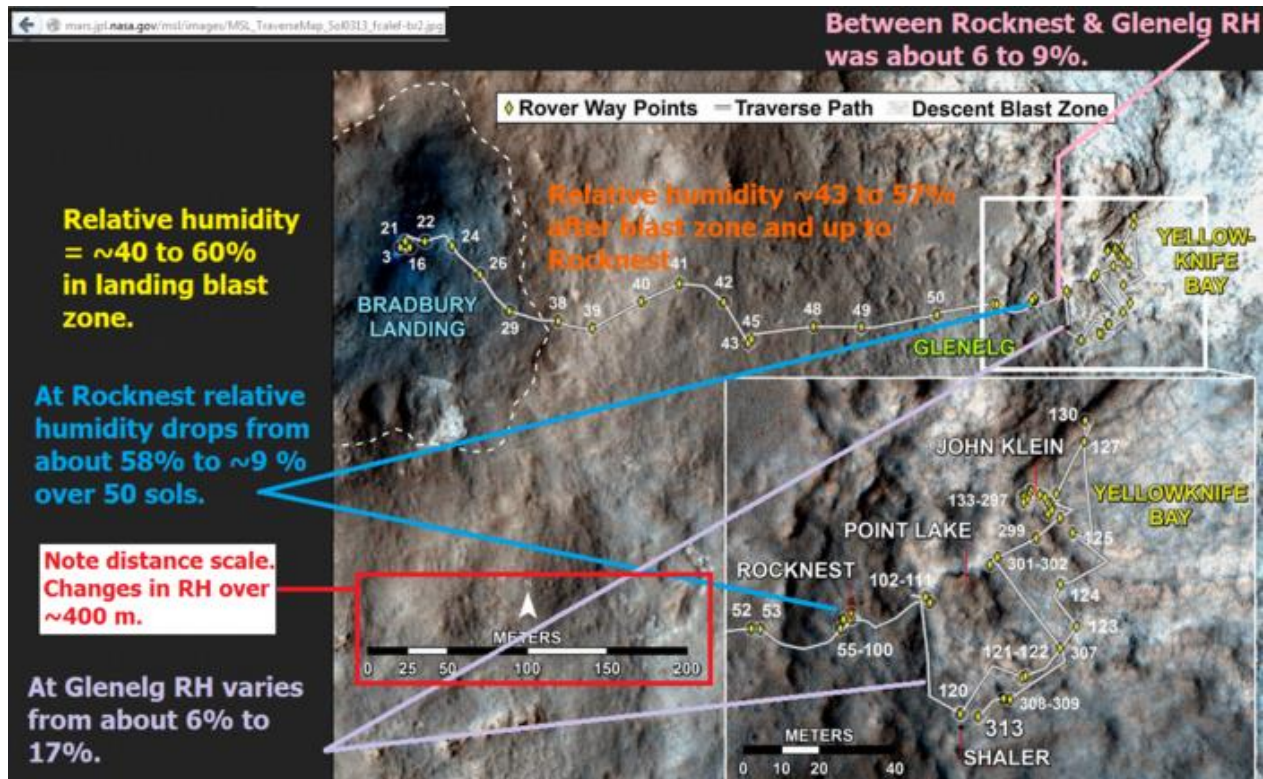 mars.jpl.nasa.gov/msl/images/MSL_TraverseMap_Sol0313_fcalef-br2.jpg
Between Rocknest & Glenelg RH
was about 6 to 9%.
Rover Way Points
Traverse Path
Descent Blast Zone
Relative humidity
= ~40 to 60%
in landing blast
zone.
Relative humidity ~43 to 57%
after blast zone and up to
Rocknest
21
22
24
3
16
26
29
38
39
40
41
42
43
45
48
49
50
BRADBURY
LANDING
GLENELG
YELLOW-
KNIFE
BAY
At Rocknest relative
humidity drops from
about 58% to ~9 %
over 50 sols.
Note distance scale.
Changes in RH over
~400 m.
METERS
0 25 50 100 150 200
At Glenelg RH varies
from about 6% to
17%.
130
127
JOHN KLEIN
133-297
YELLOWKNIFE
BAY
POINT LAKE
299
125
301-302
ROCKNEST
102-111
124
52
53
123
55-100
121-122
307
120
308-309
313
SHALER
METERS
0 10 20 40